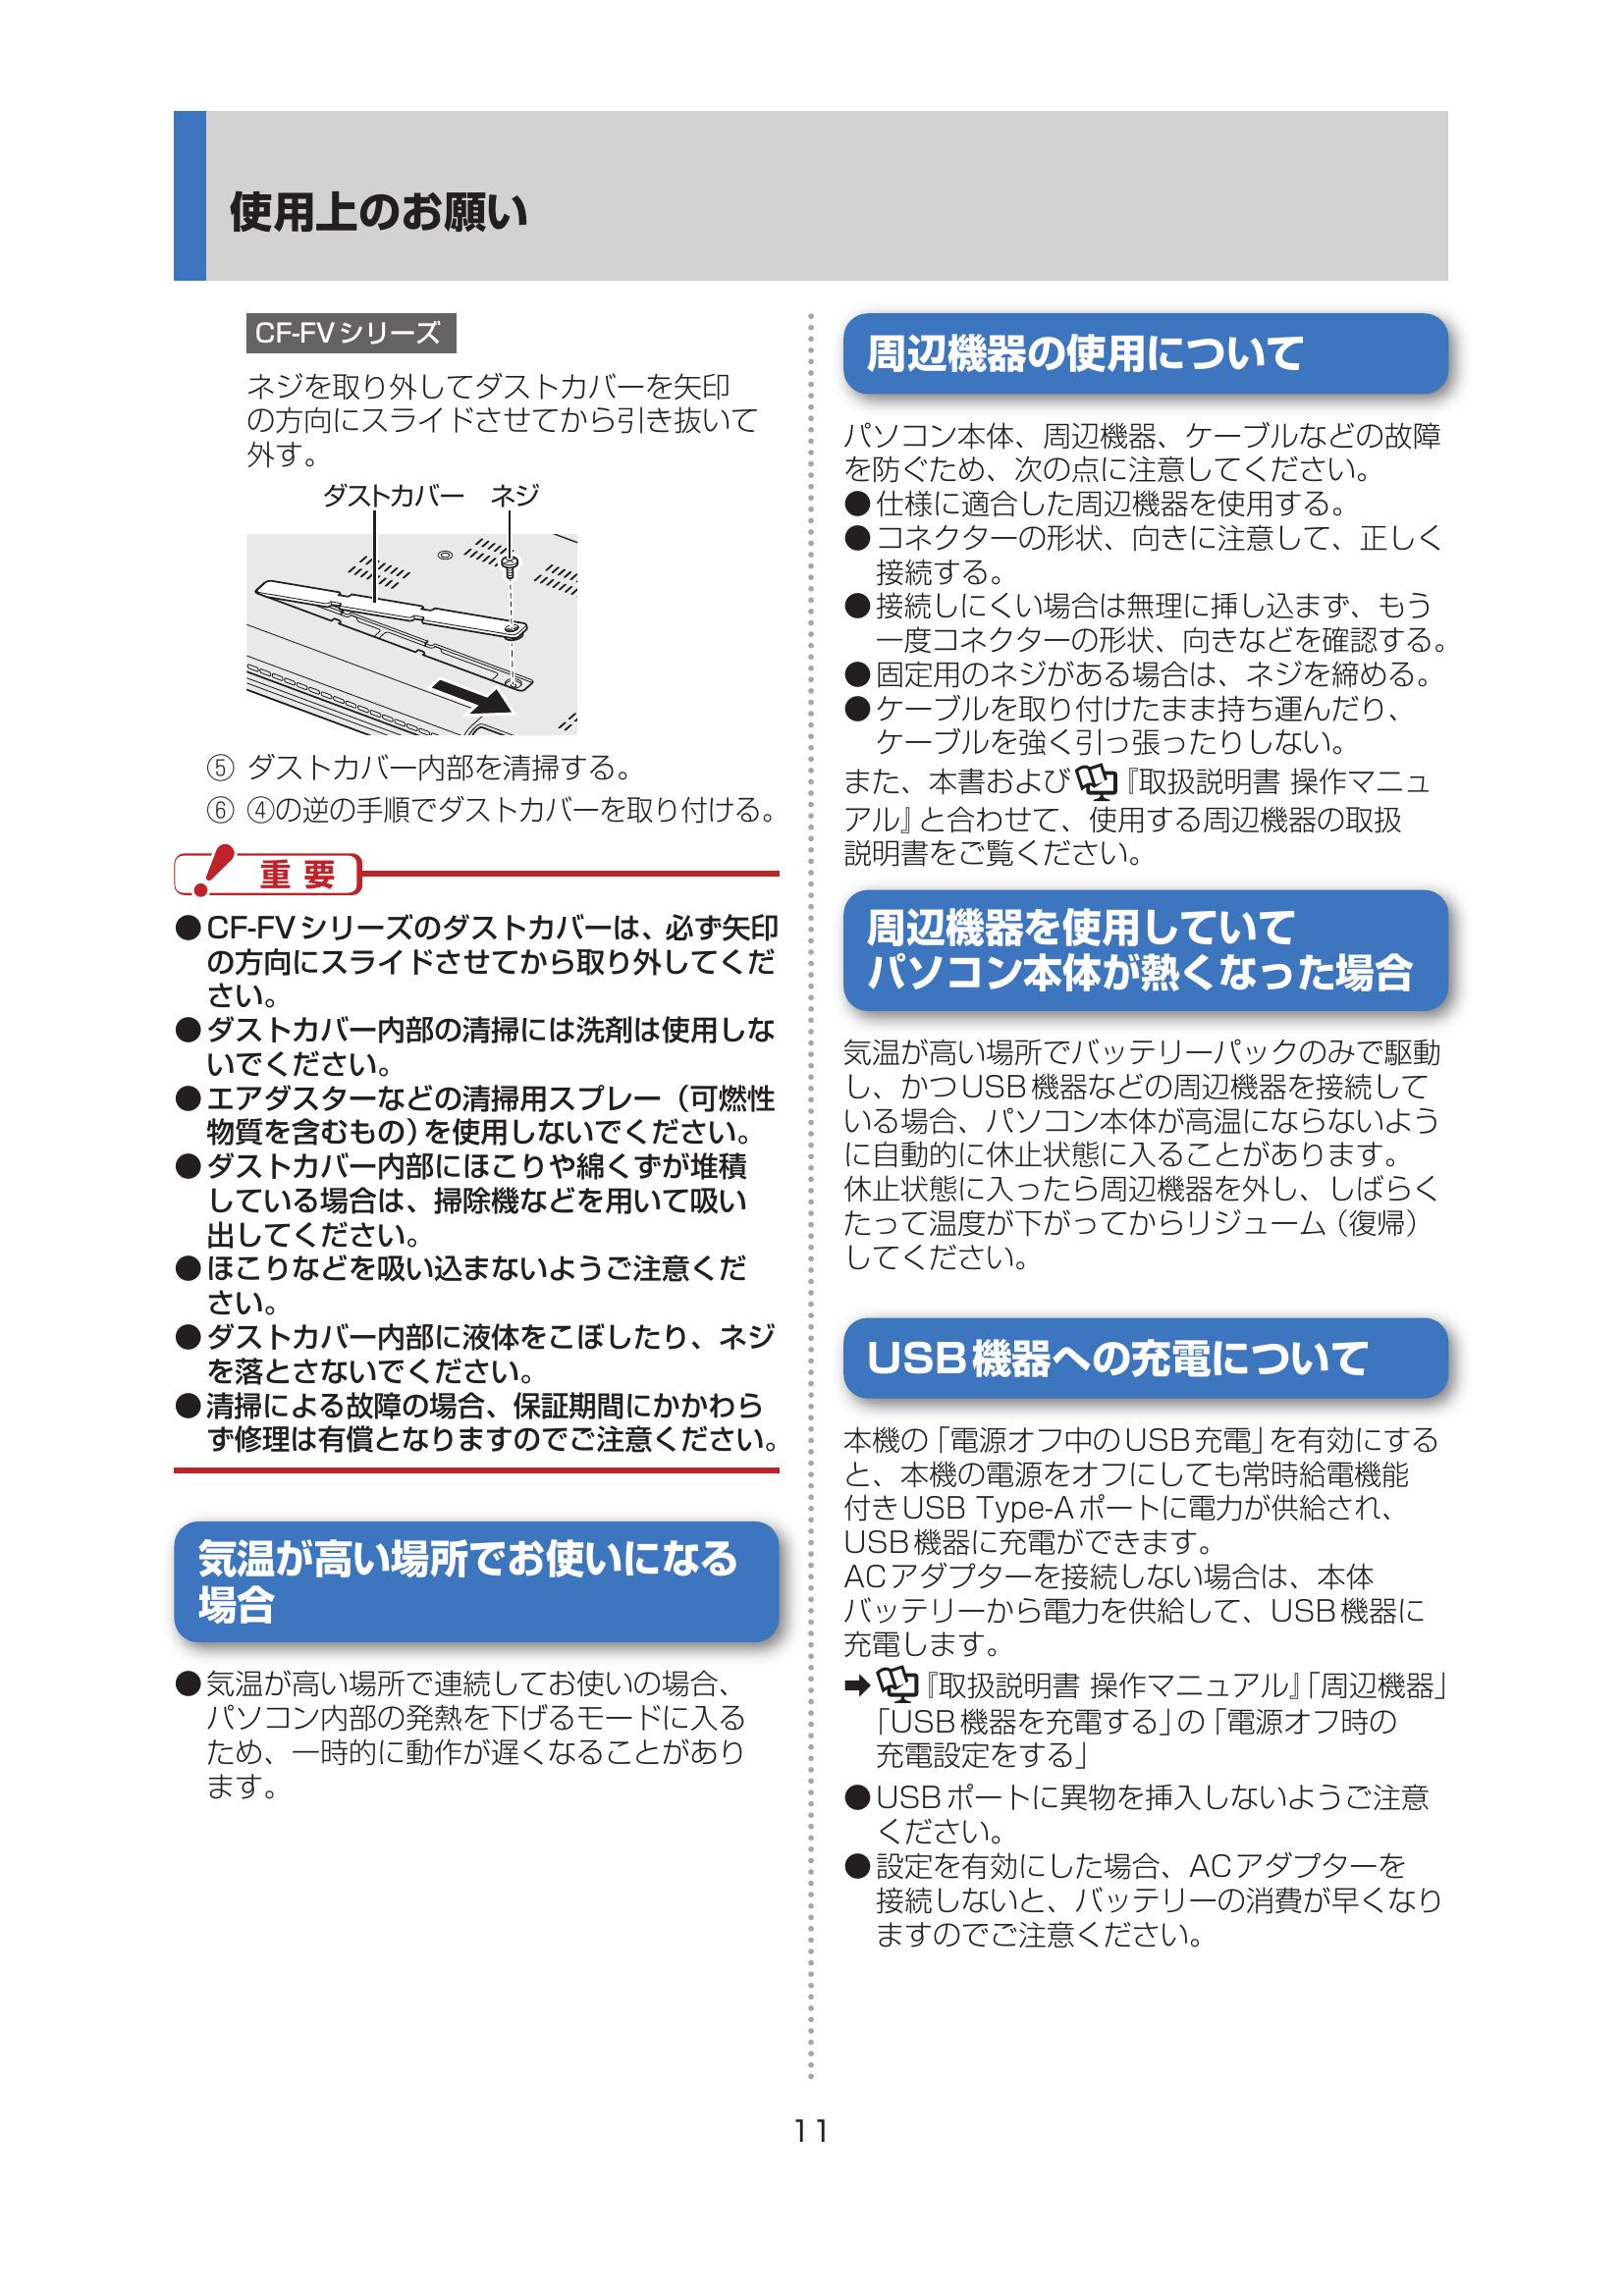 使用上のお願い
CF-FVシリーズ
ネジを取り外してダストカバーを矢印
の方向にスライドさせてから引き抜いて
外す。
ダストカバー ネジ
⑤ ダストカバー内部を清掃する。
⑥ ④の逆の手順でダストカバーを取り付ける。
重要
● CF-FVシリーズのダストカバーは、必ず矢印
の方向にスライドさせてから取り外してくだ
さい。
● ダストカバー内部の清掃には洗剤は使用しな
いでください。
● エアダスターなどの清掃用スプレー（可燃性
物質を含むもの）を使用しないでください。
● ダストカバー内部にほこりや綿くずが堆積
している場合は、掃除機などを用いて吸い
出してください。
● ほこりなどを吸い込まないようご注意くだ
さい。
● ダストカバー内部に液体をこぼしたり、ネジ
を落とさないでください。
● 清掃による故障の場合、保証期間にかかわら
ず修理は有償となりますのでご注意ください。
気温が高い場所でお使いになる
場合
● 気温が高い場所で連続してお使いの場合、
パソコン内部の発熱を下げるモードに入る
ため、一時的に動作が遅くなることがあり
ます。
周辺機器の使用について
パソコン本体、周辺機器、ケーブルなどの故障
を防ぐため、次の点に注意してください。
● 仕様に適合した周辺機器を使用する。
● コネクターの形状、向きに注意して、正しく
接続する。
● 接続しにくい場合は無理に挿し込まず、もう
一度コネクターの形状、向きなどを確認する。
● 固定用のネジがある場合は、ネジを締める。
● ケーブルを取り付けたまま持ち運んだり、
ケーブルを強く引っ張ったりしない。
また、本書および『取扱説明書 操作マニュ
アル』と合わせて、使用する周辺機器の取扱
説明書をご覧ください。
周辺機器を使用していて
パソコン本体が熱くなった場合
気温が高い場所でバッテリーパックのみで駆動
し、かつUSB機器などの周辺機器を接続して
いる場合、パソコン本体が高温にならないよう
に自動的に休止状態に入ることがあります。
休止状態に入ったら周辺機器を外し、しばらく
たって温度が下がってからリジューム（復帰）
してください。
USB機器への充電について
本機の「電源オフ中のUSB充電」を有効にする
と、本機の電源をオフにしても常時給電機能
付きUSB Type-Aポートに電力が供給され、
USB機器に充電ができます。
ACアダプターを接続しない場合は、本体
バッテリーから電力を供給して、USB機器に
充電します。
➡『取扱説明書 操作マニュアル』「周辺機器」
「USB機器を充電する」の「電源オフ時の
充電設定をする」
● USBポートに異物を挿入しないようご注意
ください。
● 設定を有効にした場合、ACアダプターを
接続しないと、バッテリーの消費が早くなり
ますのでご注意ください。
11